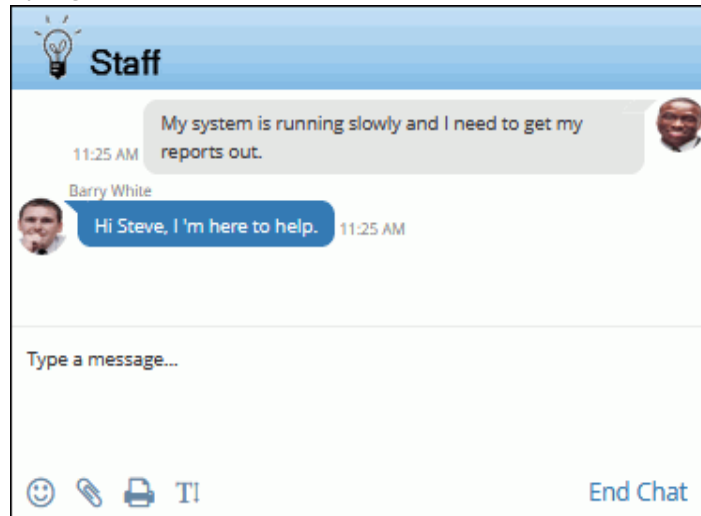 Staff
My system is running slowly and I need to get my
11:25 AM reports out.
Barry White
Hi Steve, I 'm here to help. 11:25 AM
Type a message...
TI End Chat